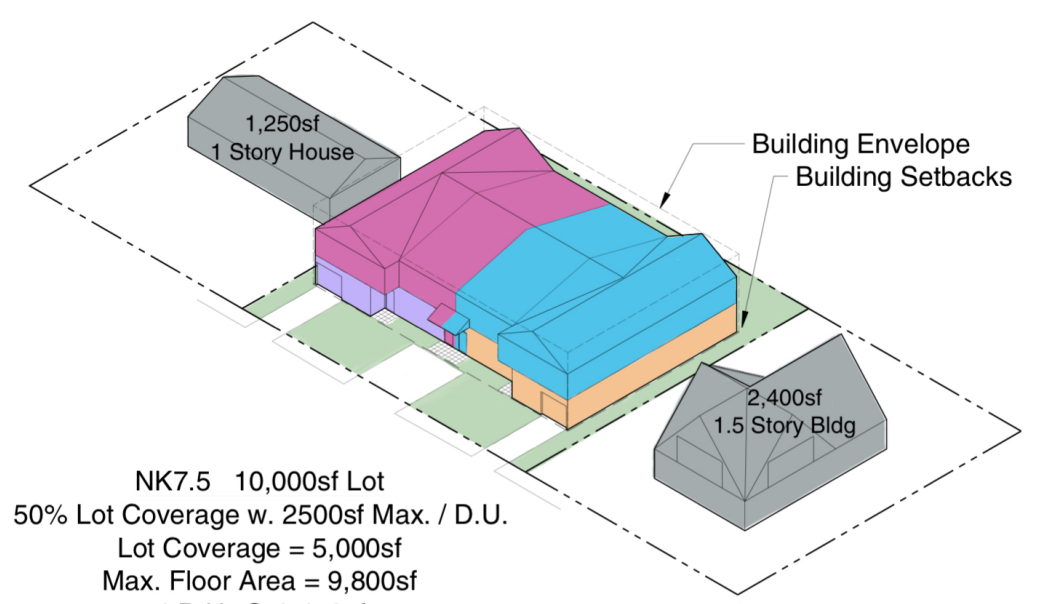 1,250sf
1 Story House
Building Envelope
Building Setbacks
2,400sf
1.5 Story Bldg
NK7.5 10,000sf Lot
50% Lot Coverage w. 2500sf Max. / D.U.
Lot Coverage = 5,000sf
Max. Floor Area = 9,800sf